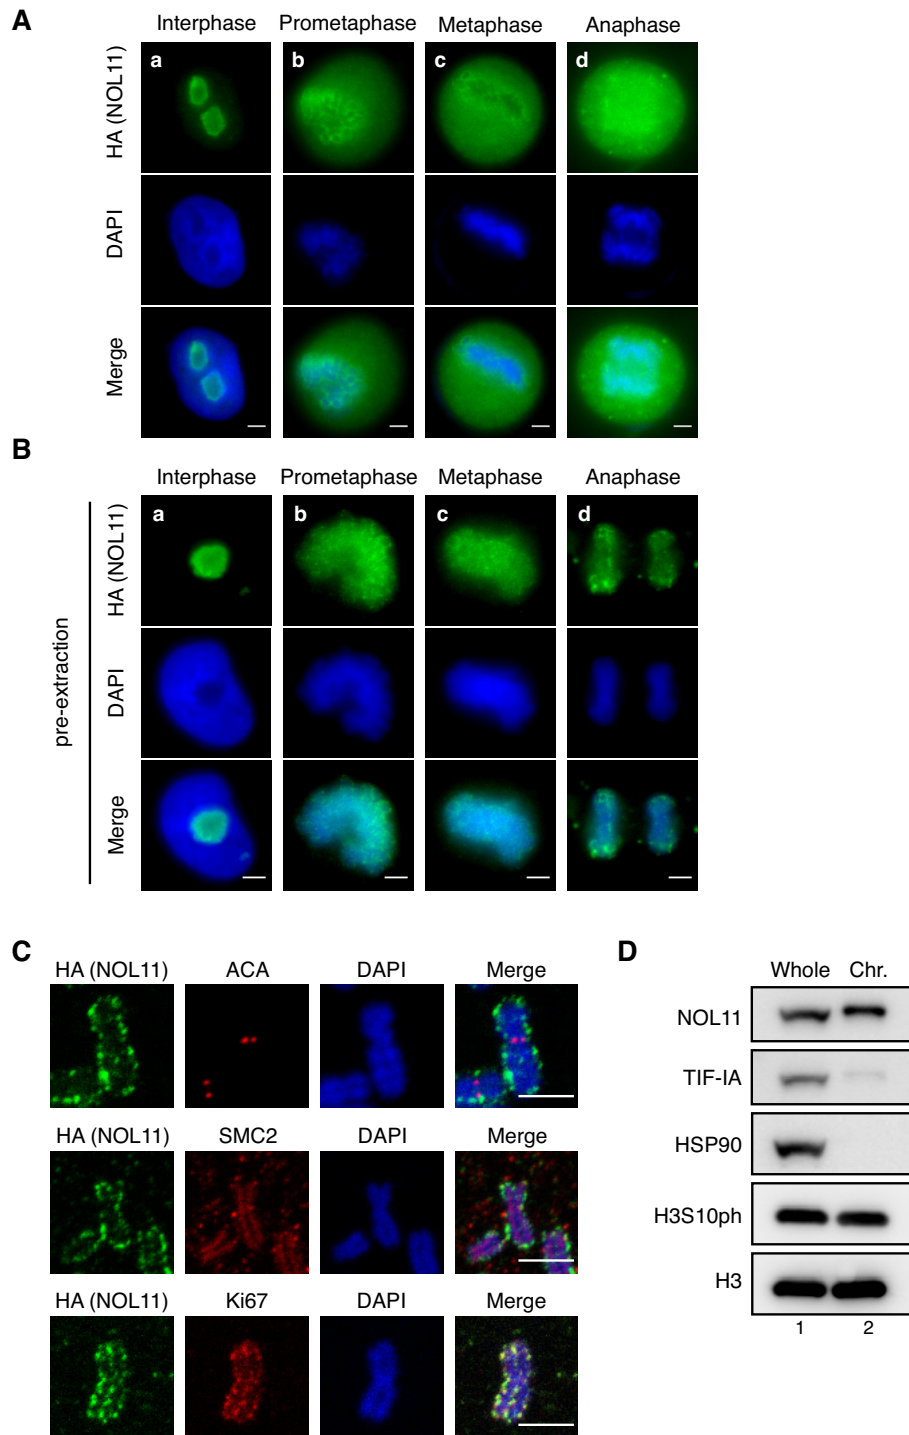 A
Interphase Prometaphase Metaphase Anaphase
HA (NOL11)
a b c d
DAPI
Merge
B
Interphase Prometaphase Metaphase Anaphase
pre-extraction
HA (NOL11)
a b c d
DAPI
Merge
C
HA (NOL11) ACA DAPI Merge
HA (NOL11) SMC2 DAPI Merge
HA (NOL11) Ki67 DAPI Merge
D
Whole Chr.
NOL11
TIF-IA
HSP90
H3S10ph
H3
1 2